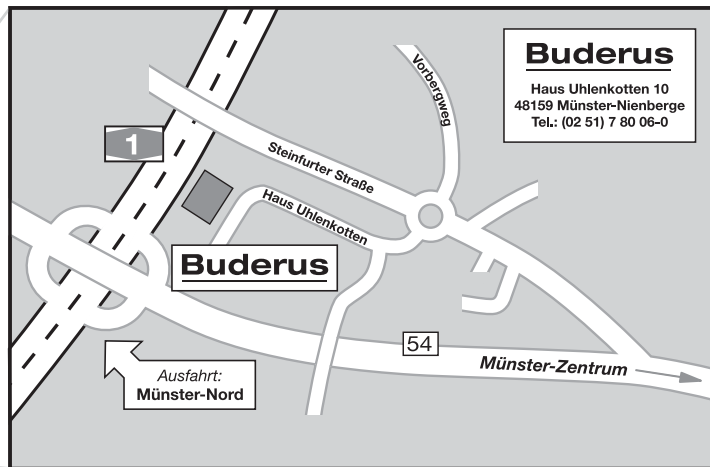 Buderus
Haus Uhlenkotten 10
48159 Münster-Nienberge
Tel.: (02 51) 7 80 06-0
Vorbergweg
1
Steinfurter Straße
Haus Uhlenkotten
Buderus
54
Münster-Zentrum
Ausfahrt:
Münster-Nord